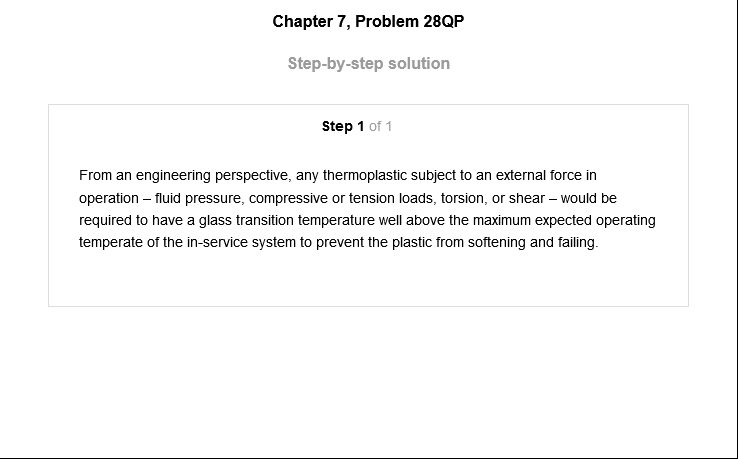 Chapter 7, Problem 28QP
Step-by-step solution
Step 1 of 1
From an engineering perspective, any thermoplastic subject to an external force in
operation – fluid pressure, compressive or tension loads, torsion, or shear – would be
required to have a glass transition temperature well above the maximum expected operating
temperate of the in-service system to prevent the plastic from softening and failing.